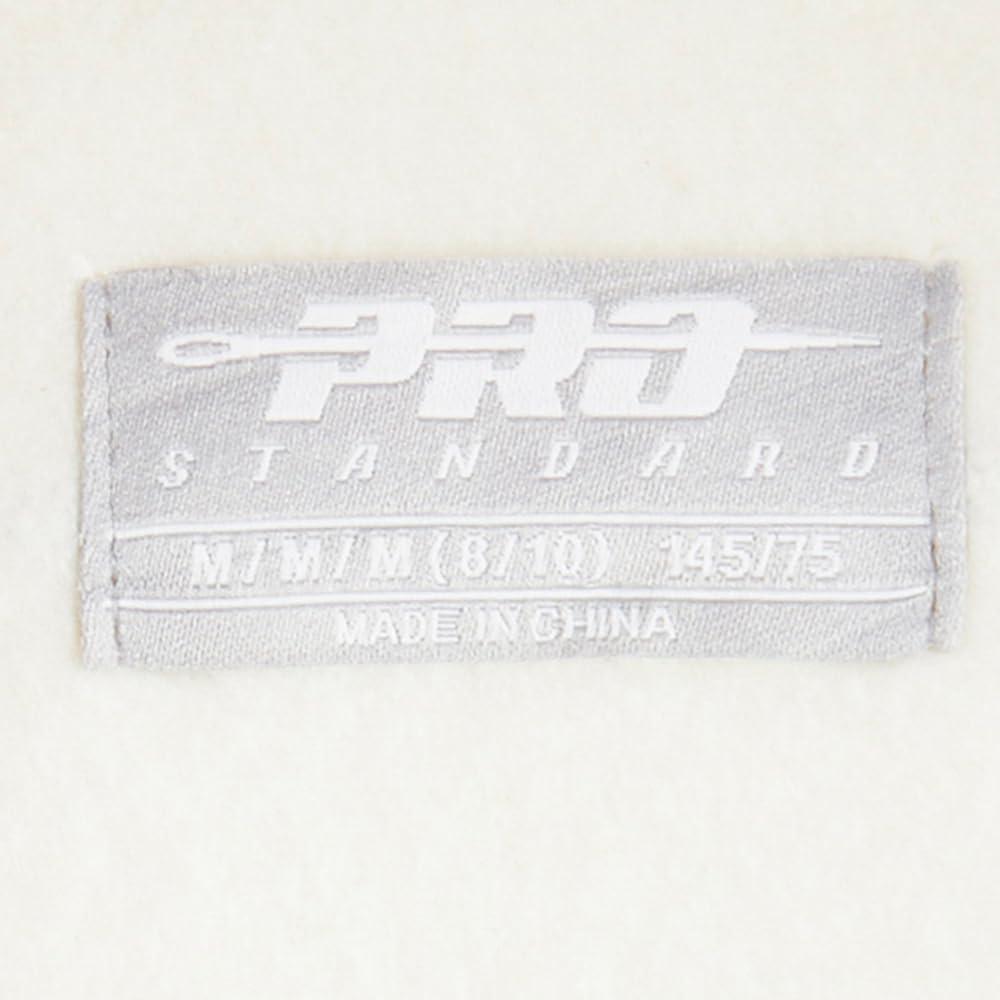 PRO
STANDARD
M/M/M(8/10) 145/75
MADE IN CHINA